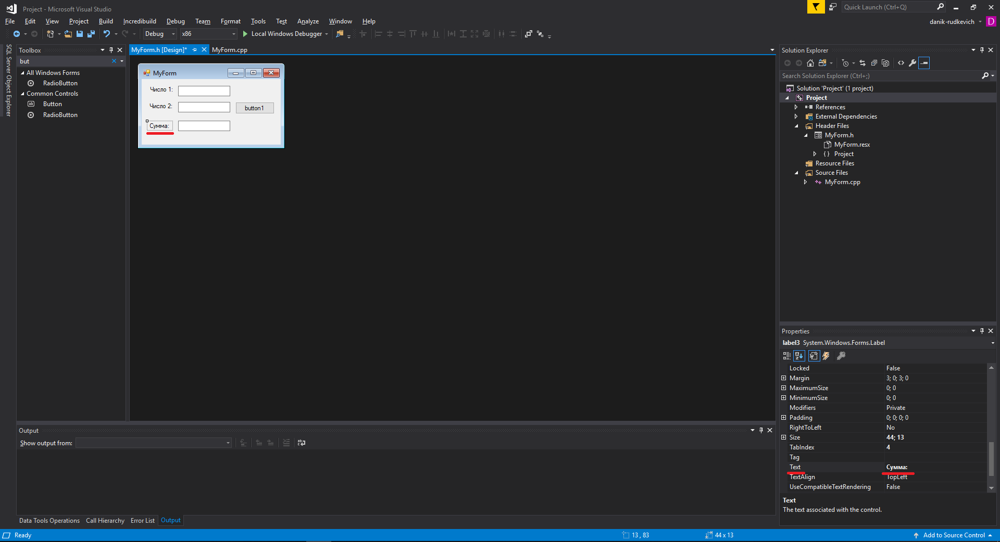 Project - Microsoft Visual Studio
Quick Launch (Ctrl+Q)
File Edit View Project Build Incredibuild Debug Team Format Tools Test Analyze Window Help
danik-rudkevich D
Debug x86 Local Windows Debugger
SQL Server Object Explorer
Toolbox
but
All Windows Forms
RadioButton
Common Controls
Button
RadioButton
MyForm.h [Design]* MyForm.cpp
MyForm
Число 1:
Число 2:
button1
Сумма:
Output
Show output from:
Data Tools Operations Call Hierarchy Error List Output
Solution Explorer
Search Solution Explorer (Ctrl+;)
Solution 'Project' (1 project)
Project
References
External Dependencies
Header Files
MyForm.h
MyForm.resx
Project
Resource Files
Source Files
MyForm.cpp
Properties
label3 System.Windows.Forms.Label
Locked False
Margin 3; 0; 3; 0
MaximumSize 0; 0
MinimumSize 0; 0
Modifiers Private
Padding 0; 0; 0; 0
RightToLeft No
Size 44; 13
TabIndex 4
Tag
Text Сумма:
TextAlign TopLeft
UseCompatibleTextRendering False
Text
The text associated with the control.
Ready 13 , 83 44 x 13 Add to Source Control